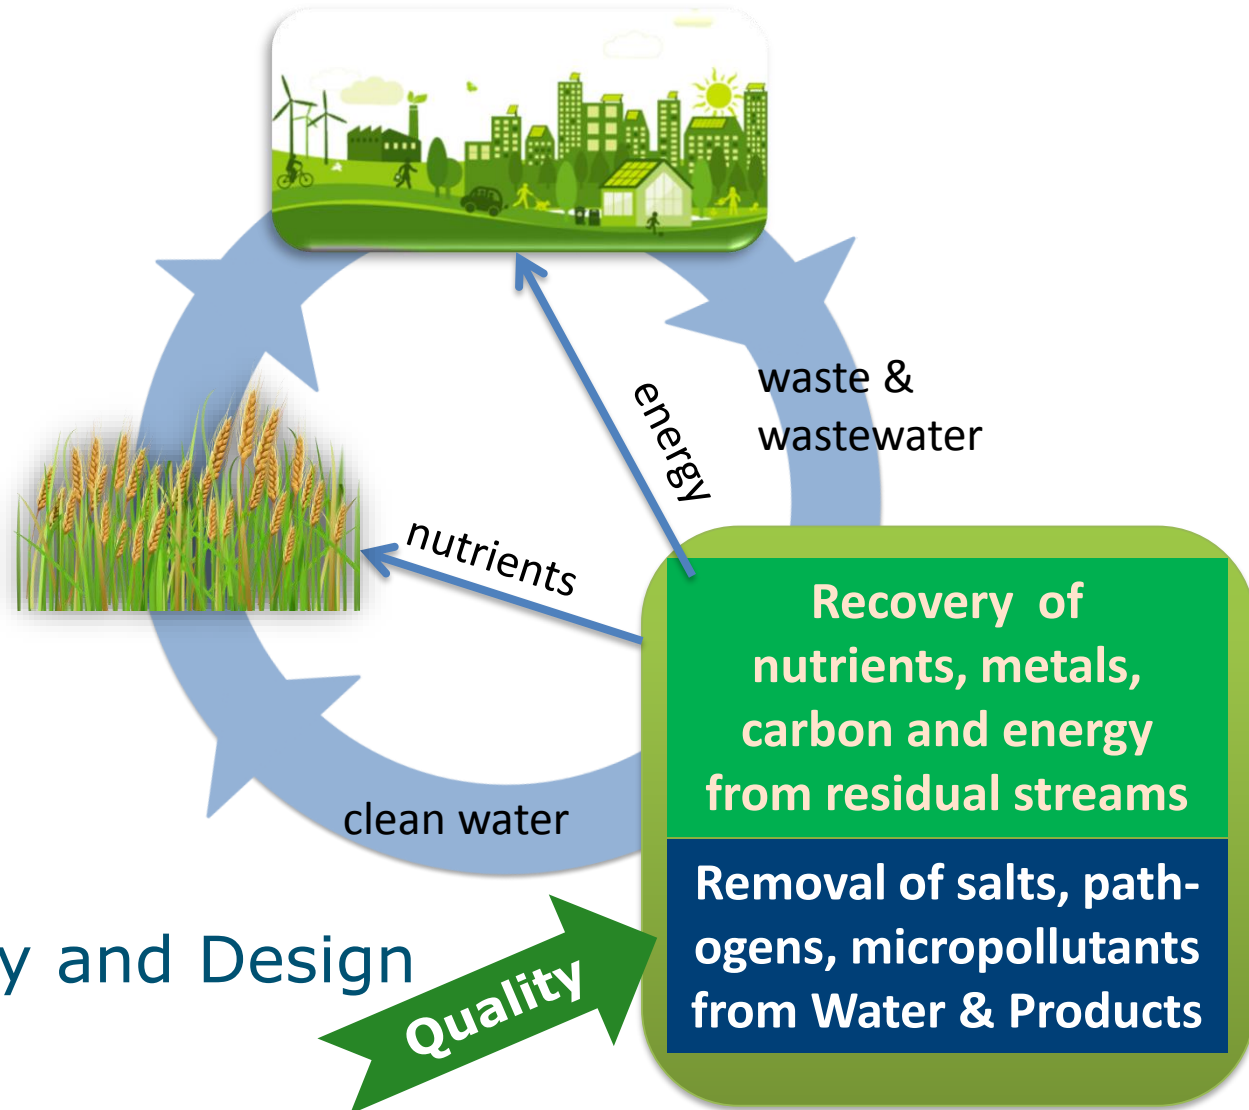 energy
waste &
wastewater
nutrients
Recovery of
nutrients, metals,
carbon and energy
from residual streams
clean water
Removal of salts, path-
ogens, micropollutants
from Water & Products
y and Design
Quality